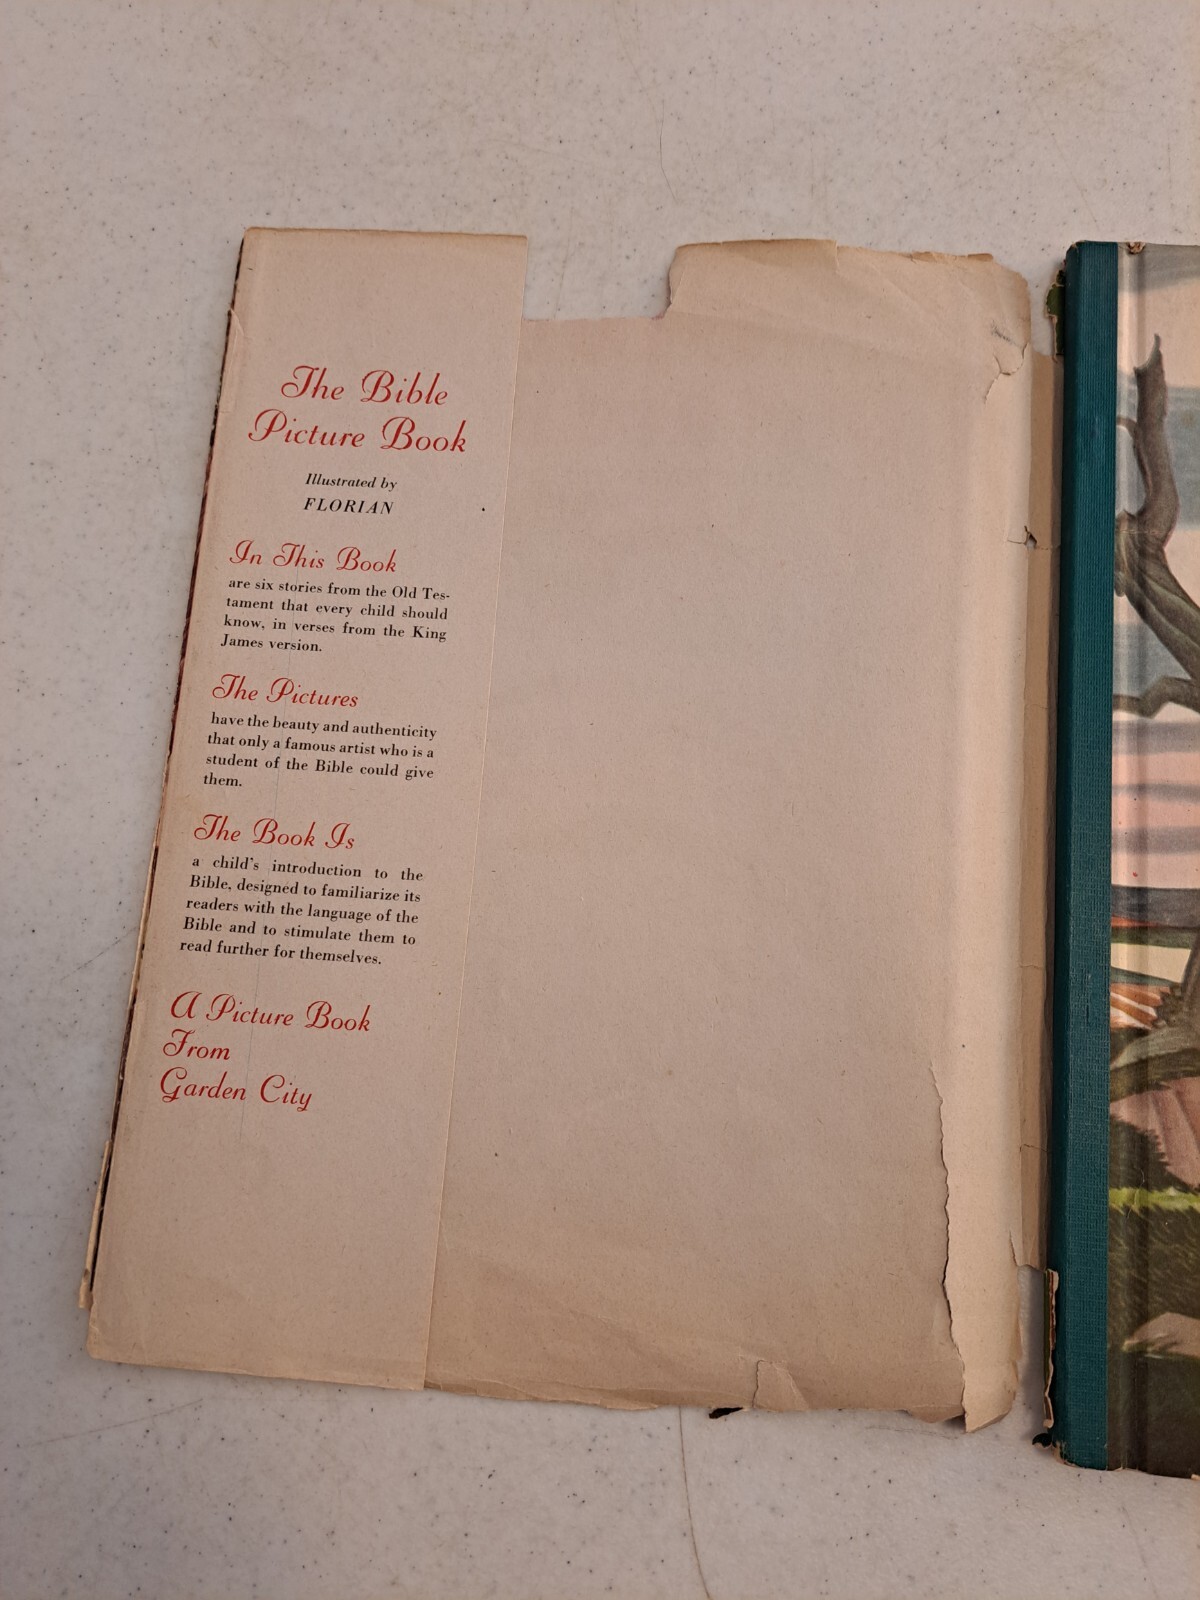 The Bible
Picture Book
Illustrated by
FLORIAN
In This Book
are six stories from the Old Tes-
tament that every child should
know, in verses from the King
James version.
The Pictures
have the beauty and authenticity
that only a famous artist who is a
student of the Bible could give
them.
The Book Is
a child's introduction to the
Bible, designed to familiarize its
readers with the language of the
Bible and to stimulate them to
read further for themselves.
A Picture Book
From
Garden City